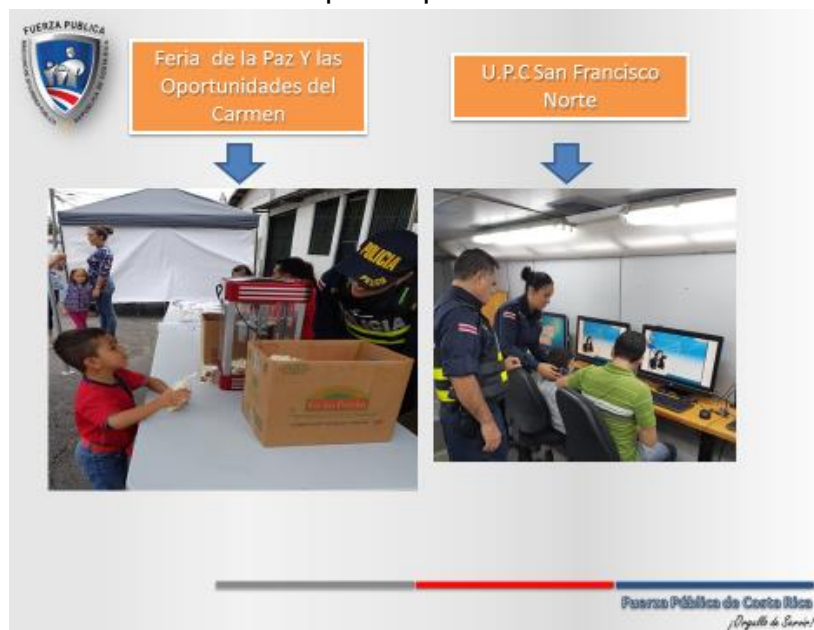 FUERZA PUBLICA
Feria de la Paz Y las
Oportunidades del
Carmen
U.P.C San Francisco
Norte
POLICIA
Fuerza Pública de Costa Rica
¡Orgullo de Servir!